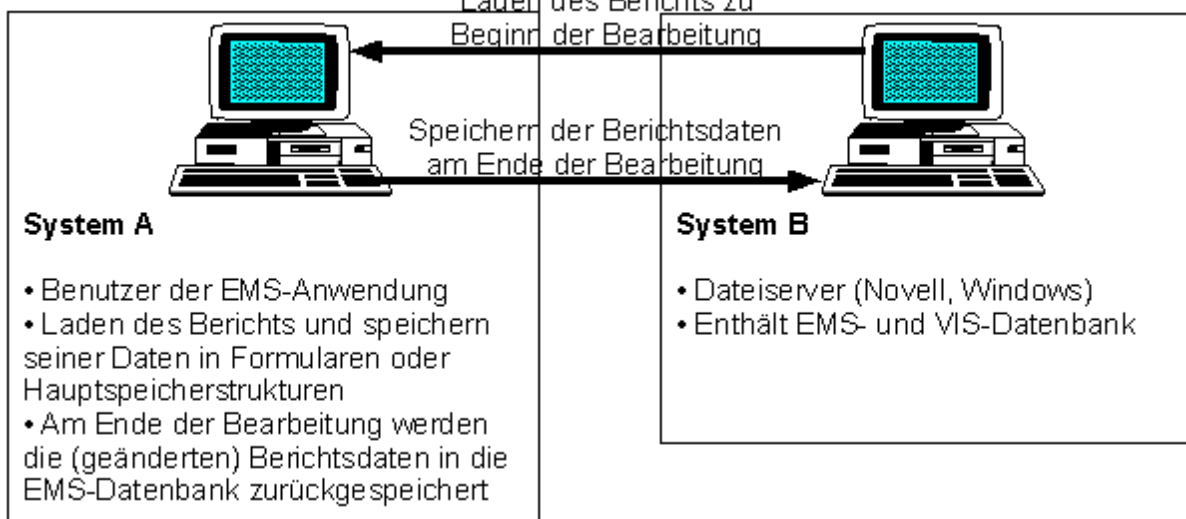 Laden des Berichts zu
Beginn der Bearbeitung
Speichern der Berichtsdaten
am Ende der Bearbeitung
System A
• Benutzer der EMS-Anwendung
• Laden des Berichts und speichern
seiner Daten in Formularen oder
Hauptspeicherstrukturen
• Am Ende der Bearbeitung werden
die (geänderten) Berichtsdaten in die
EMS-Datenbank zurückgespeichert
System B
• Dateiserver (Novell, Windows)
• Enthält EMS- und VIS-Datenbank